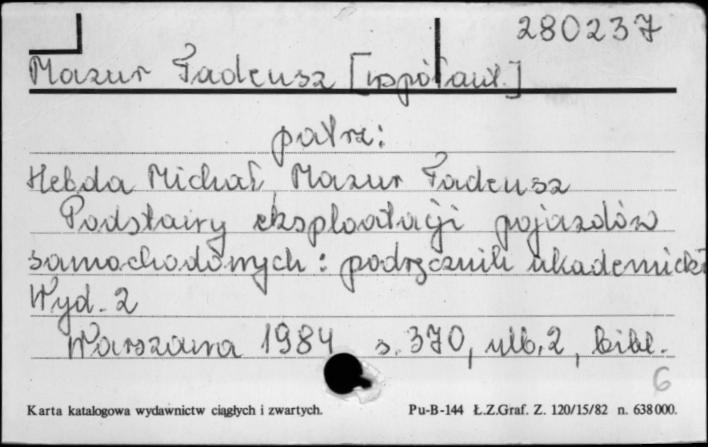 280237
Mazur Tadeusz [współaut.]
patrz:
Hebda Michał, Mazur Tadeusz
Podstawy eksploatacji pojazdów
samochodowych : podręcznik akademicki
Wyd. 2
Warszawa 1984 s. 370, nlb. 2, bibl.
6
Karta katalogowa wydawnictw ciągłych i zwartych. Pu-B-144 Ł.Z.Graf. Z. 120/15/82 n. 638000.